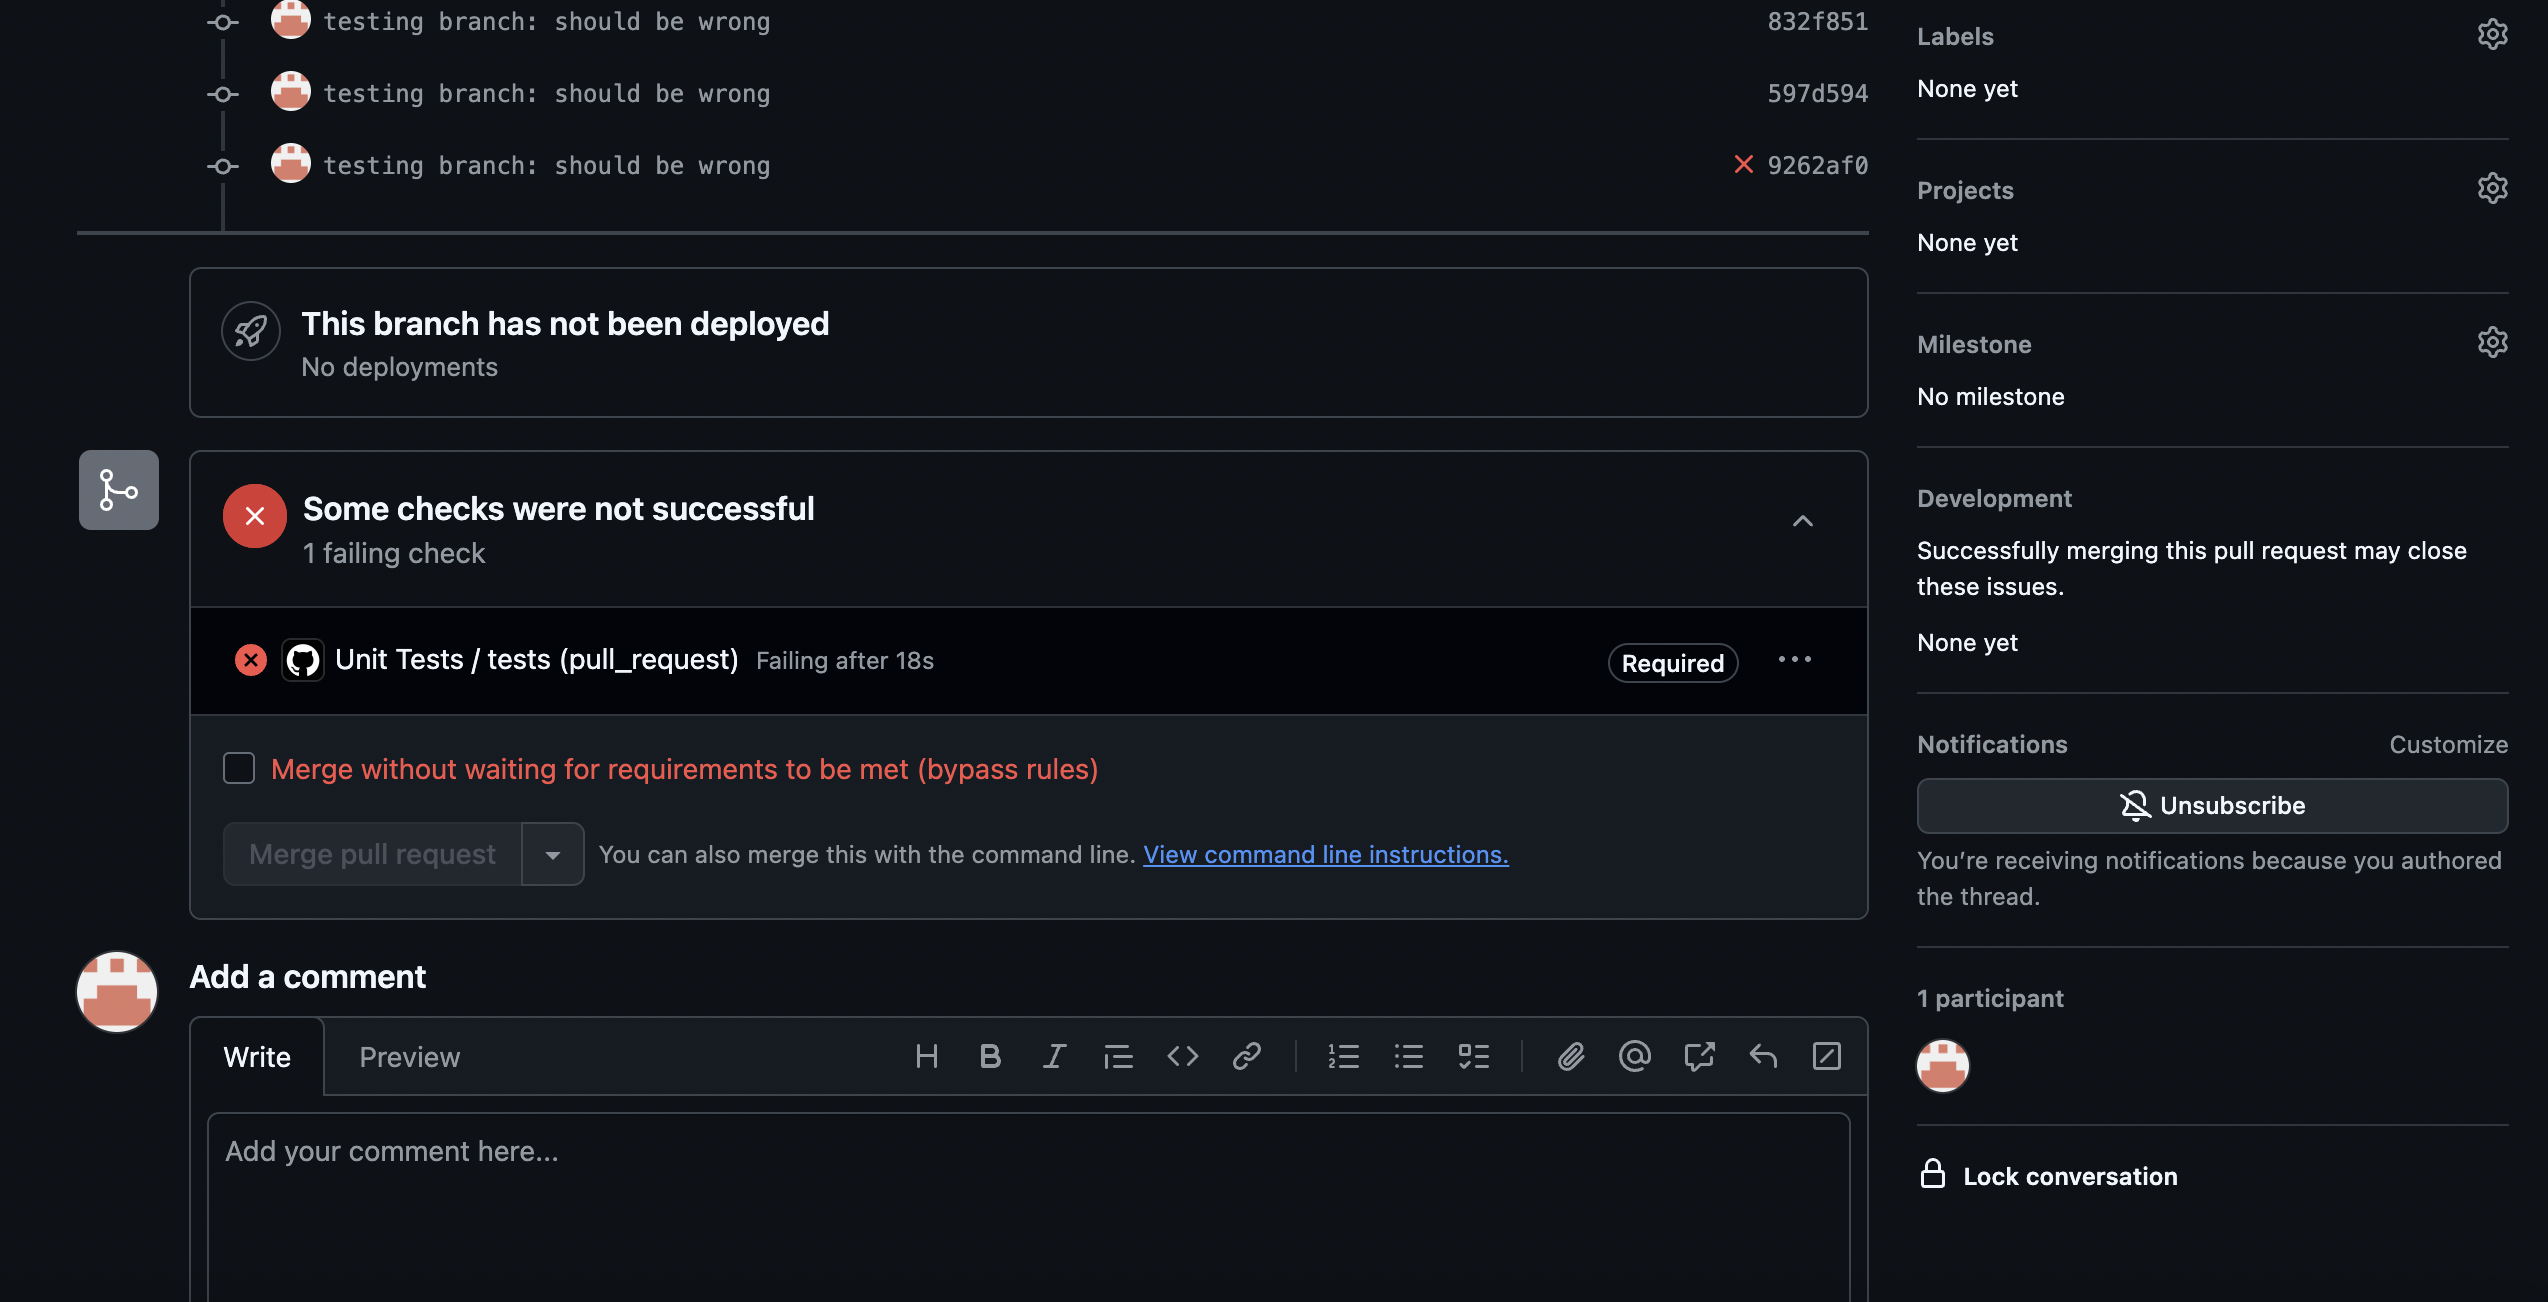 testing branch: should be wrong 832f851
testing branch: should be wrong 597d594
testing branch: should be wrong 9262af0
This branch has not been deployed
No deployments
Some checks were not successful
1 failing check
Unit Tests / tests (pull_request) Failing after 18s Required
Merge without waiting for requirements to be met (bypass rules)
Merge pull request You can also merge this with the command line. View command line instructions.
Add a comment
Write Preview
Add your comment here...
Labels
None yet
Projects
None yet
Milestone
No milestone
Development
Successfully merging this pull request may close
these issues.
None yet
Notifications Customize
Unsubscribe
You’re receiving notifications because you authored
the thread.
1 participant
Lock conversation